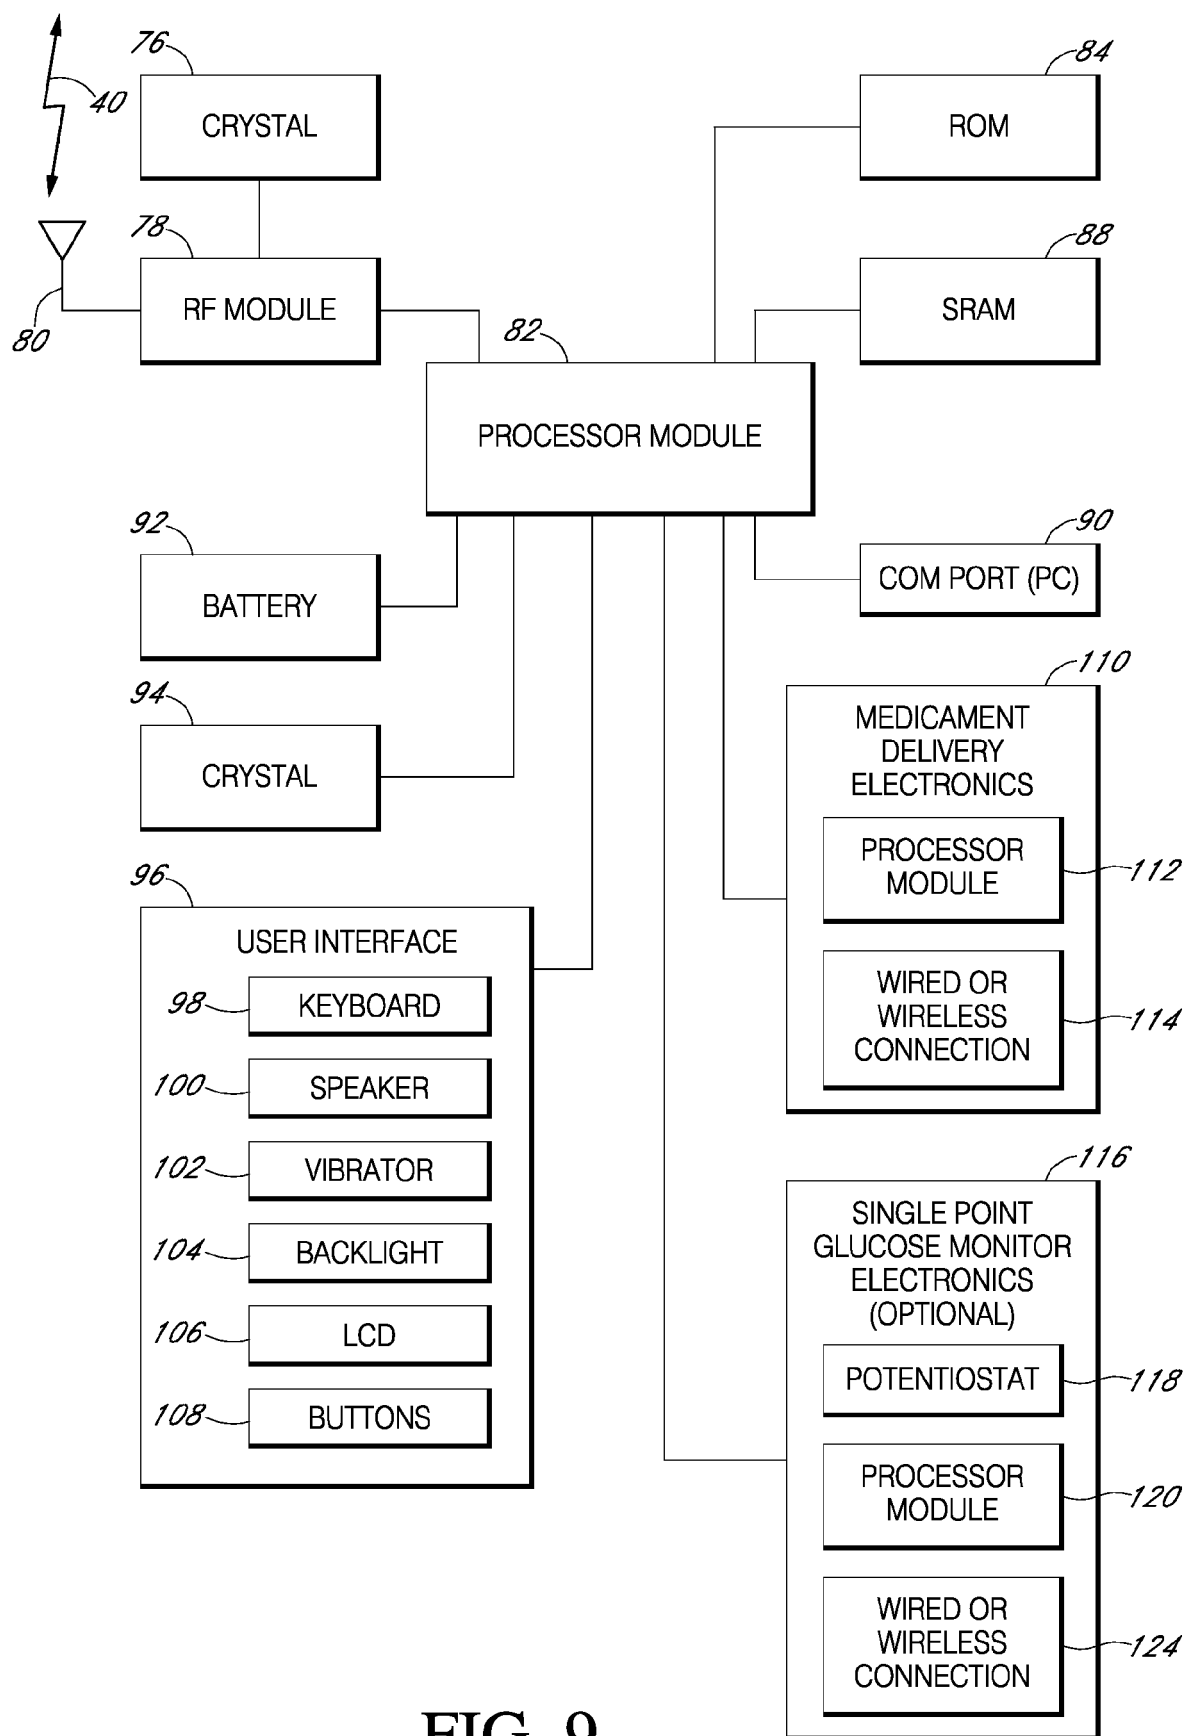 76
84
40
CRYSTAL
ROM
78
88
RF MODULE
SRAM
80
82
PROCESSOR MODULE
92
90
BATTERY
COM PORT (PC)
94
CRYSTAL
110
MEDICAMENT
DELIVERY
ELECTRONICS
PROCESSOR
MODULE
112
WIRED OR
WIRELESS
CONNECTION
114
96
USER INTERFACE
98
KEYBOARD
100
SPEAKER
102
VIBRATOR
104
BACKLIGHT
106
LCD
108
BUTTONS
116
SINGLE POINT
GLUCOSE MONITOR
ELECTRONICS
(OPTIONAL)
POTENTIOSTAT
118
PROCESSOR
MODULE
120
WIRED OR
WIRELESS
CONNECTION
124
FIG. 9